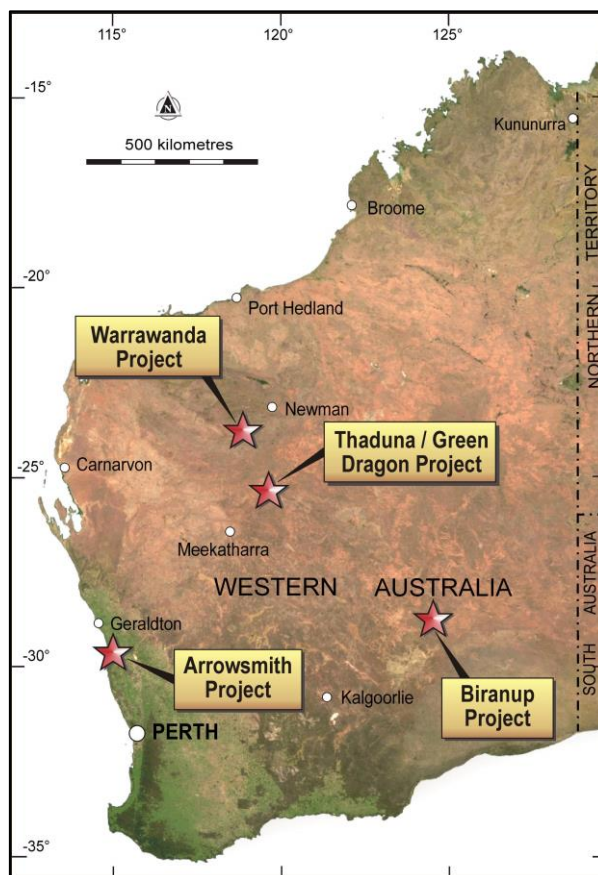 115°
120°
125°
-15°
N
500 kilometres
Kununurra
Broome
NORTHERN TERRITORY
-20°
Port Hedland
Warrawanda
Project
Newman
Thaduna / Green
Dragon Project
-25°
Carnarvon
Meekatharra
WESTERN AUSTRALIA
SOUTH AUSTRALIA
Geraldton
-30°
Arrowsmith
Project
Kalgoorlie
Biranup
Project
PERTH
-35°